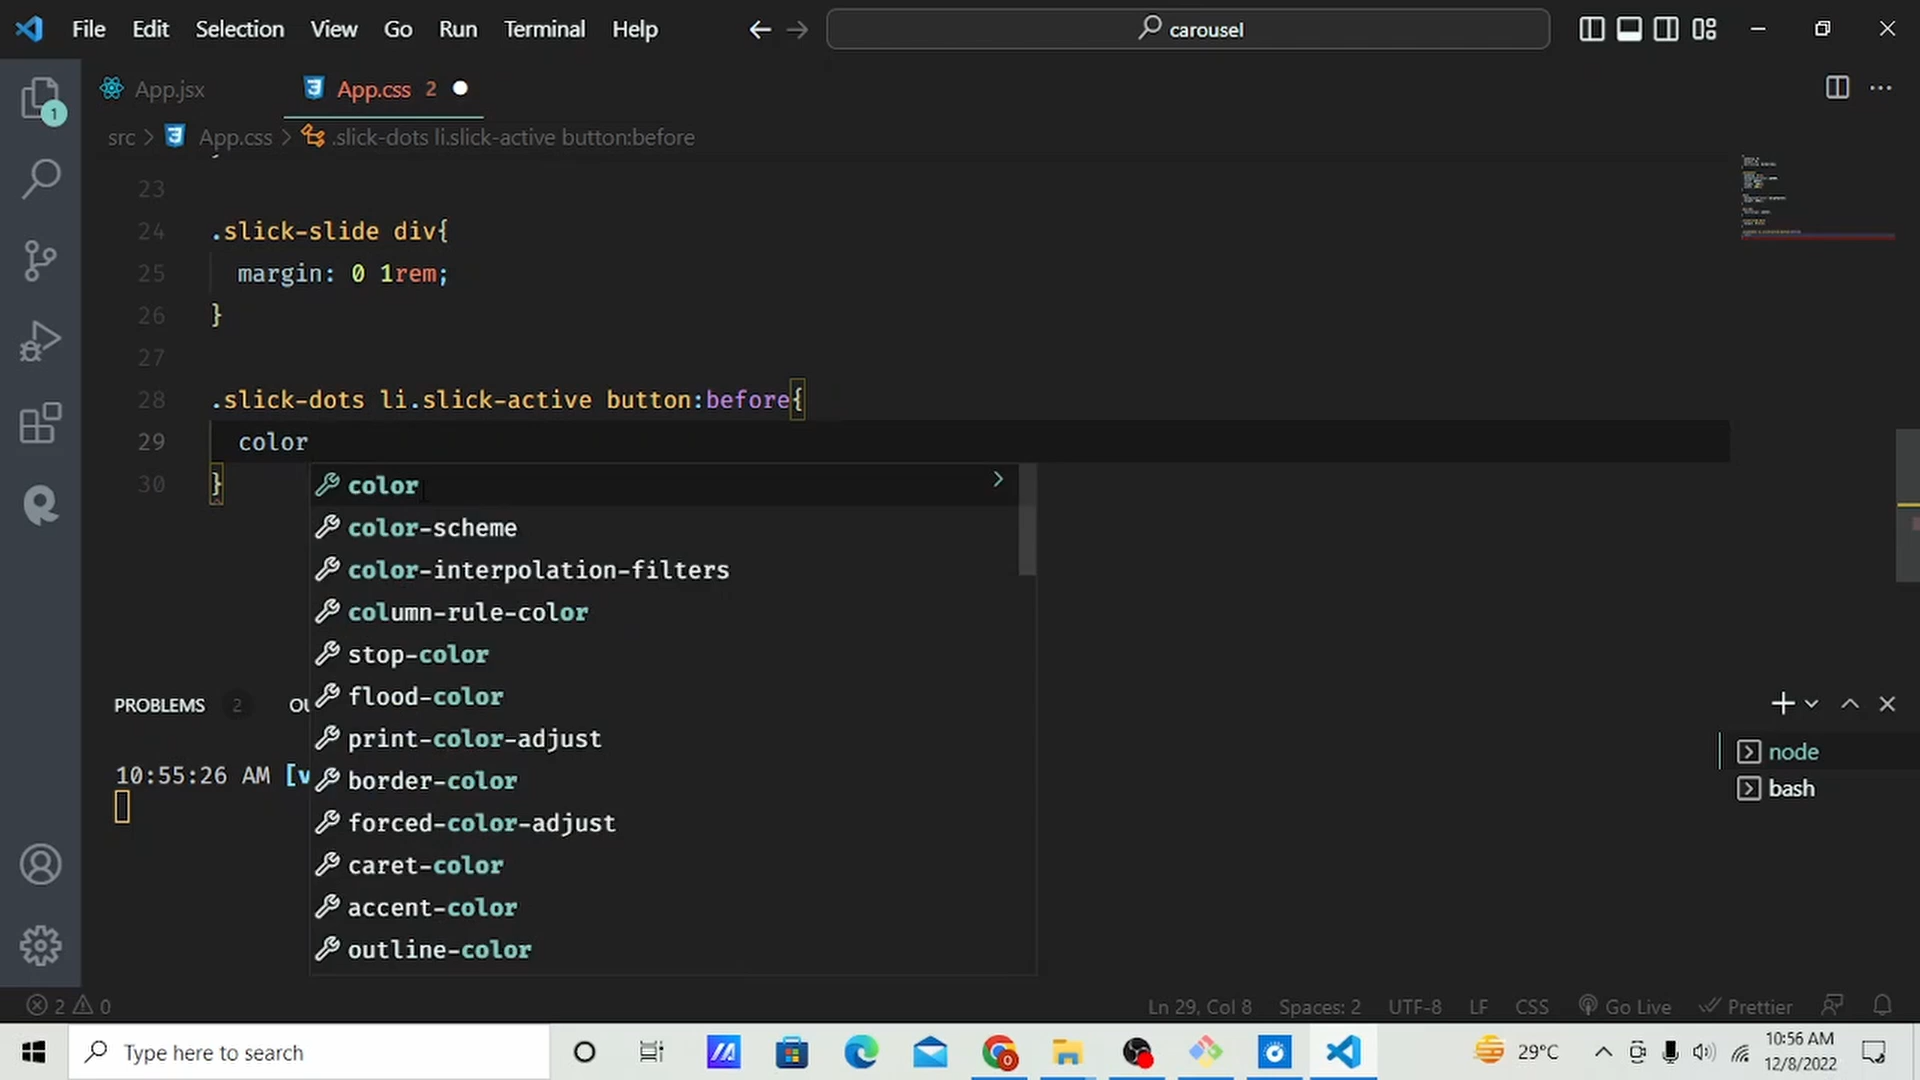 File Edit Selection View Go Run Terminal Help
carousel
App.jsx
App.css 2
src > App.css > .slick-dots li.slick-active button:before
1
23
24 .slick-slide div{
25 margin: 0 1rem;
26 }
27
28 .slick-dots li.slick-active button:before{
29 color
30 }
color
color-scheme
color-interpolation-filters
column-rule-color
stop-color
flood-color
print-color-adjust
border-color
forced-color-adjust
caret-color
accent-color
outline-color
PROBLEMS 2
10:55:26 AM [v
node
bash
2 0
Ln 29, Col 8 Spaces: 2 UTF-8 LF CSS Go Live Prettier
Type here to search
29°C
10:56 AM
12/8/2022